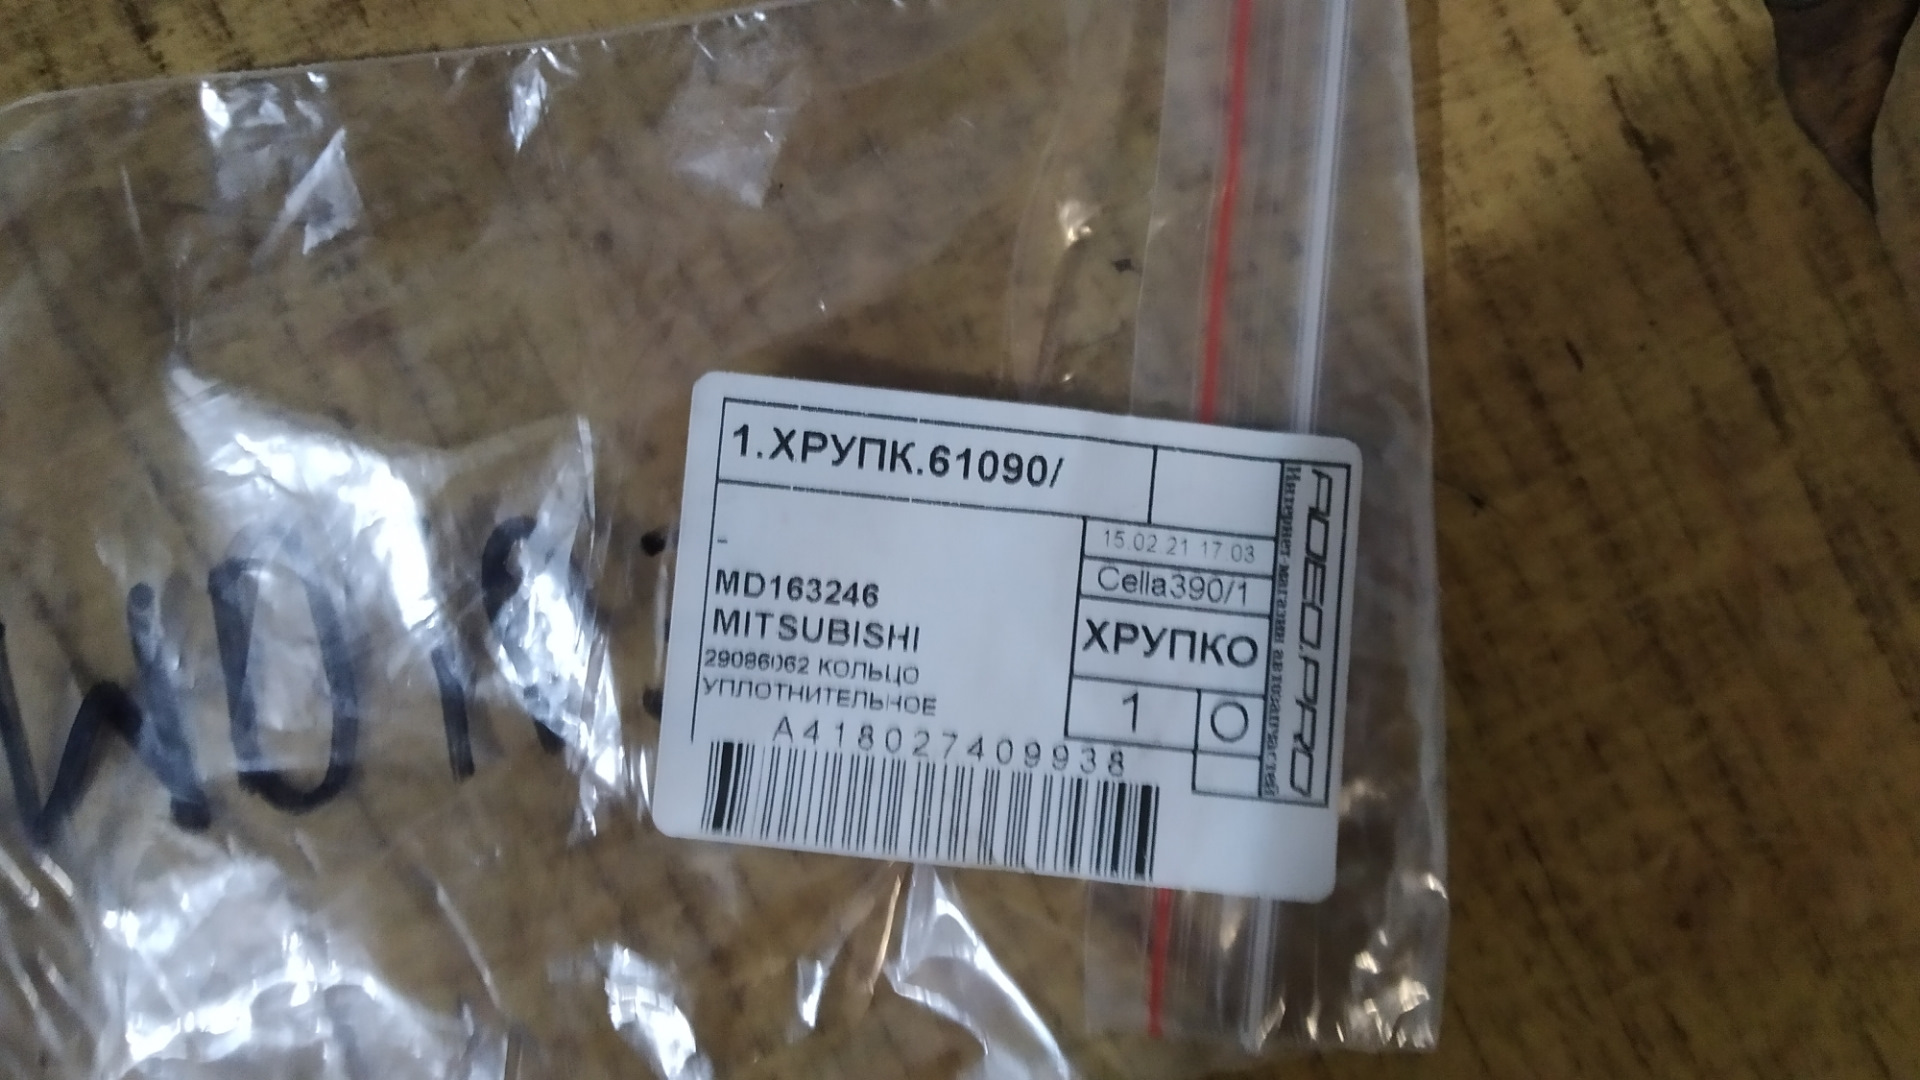 1.ХРУПК.61090/
-
15.02.21 17:03
Cella390/1
MD163246
MITSUBISHI
ХРУПКО
29086062 КОЛЬЦО
УПЛОТНИТЕЛЬНОЕ
1 O
A418027409938
Интернет-магазин автозапчастей
ADEO.PRO